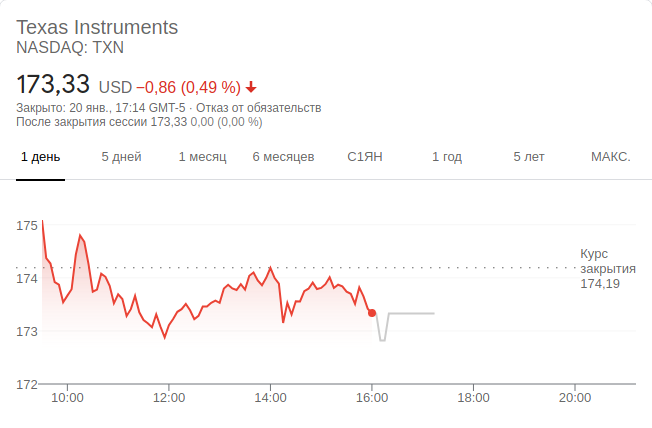 Texas Instruments
NASDAQ: TXN
173,33 USD −0,86 (0,49 %)
Закрыто: 20 янв., 17:14 GMT-5 · Отказ от обязательств
После закрытия сессии 173,33 0,00 (0,00 %)
1 день 5 дней 1 месяц 6 месяцев С1ЯН 1 год 5 лет МАКС.
175
174
173
172
Курс
закрытия
174,19
10:00 12:00 14:00 16:00 18:00 20:00